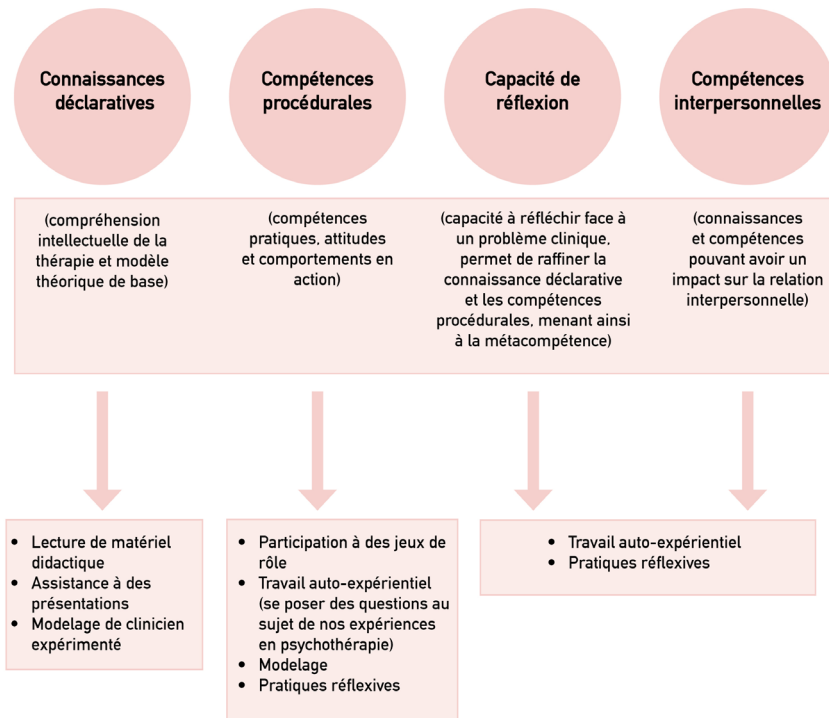 Connaissances
déclaratives
Compétences
procédurales
Capacité de
réflexion
Compétences
interpersonnelles
(compréhension
intellectuelle de la
thérapie et modèle
théorique de base)
(compétences
pratiques, attitudes
et comportements en
action)
(capacité à réfléchir face à
un problème clinique,
permet de raffiner la
connaissance déclarative
et les compétences
procédurales, menant ainsi
à la métacompétence)
(connaissances
et compétences
pouvant avoir un
impact sur la relation
interpersonnelle)
• Lecture de matériel
didactique
• Assistance à des
présentations
• Modelage de clinicien
expérimenté
• Participation à des jeux de
rôle
• Travail auto-expérientiel
(se poser des questions au
sujet de nos expériences
en psychothérapie)
• Modelage
• Pratiques réflexives
• Travail auto-expérientiel
• Pratiques réflexives